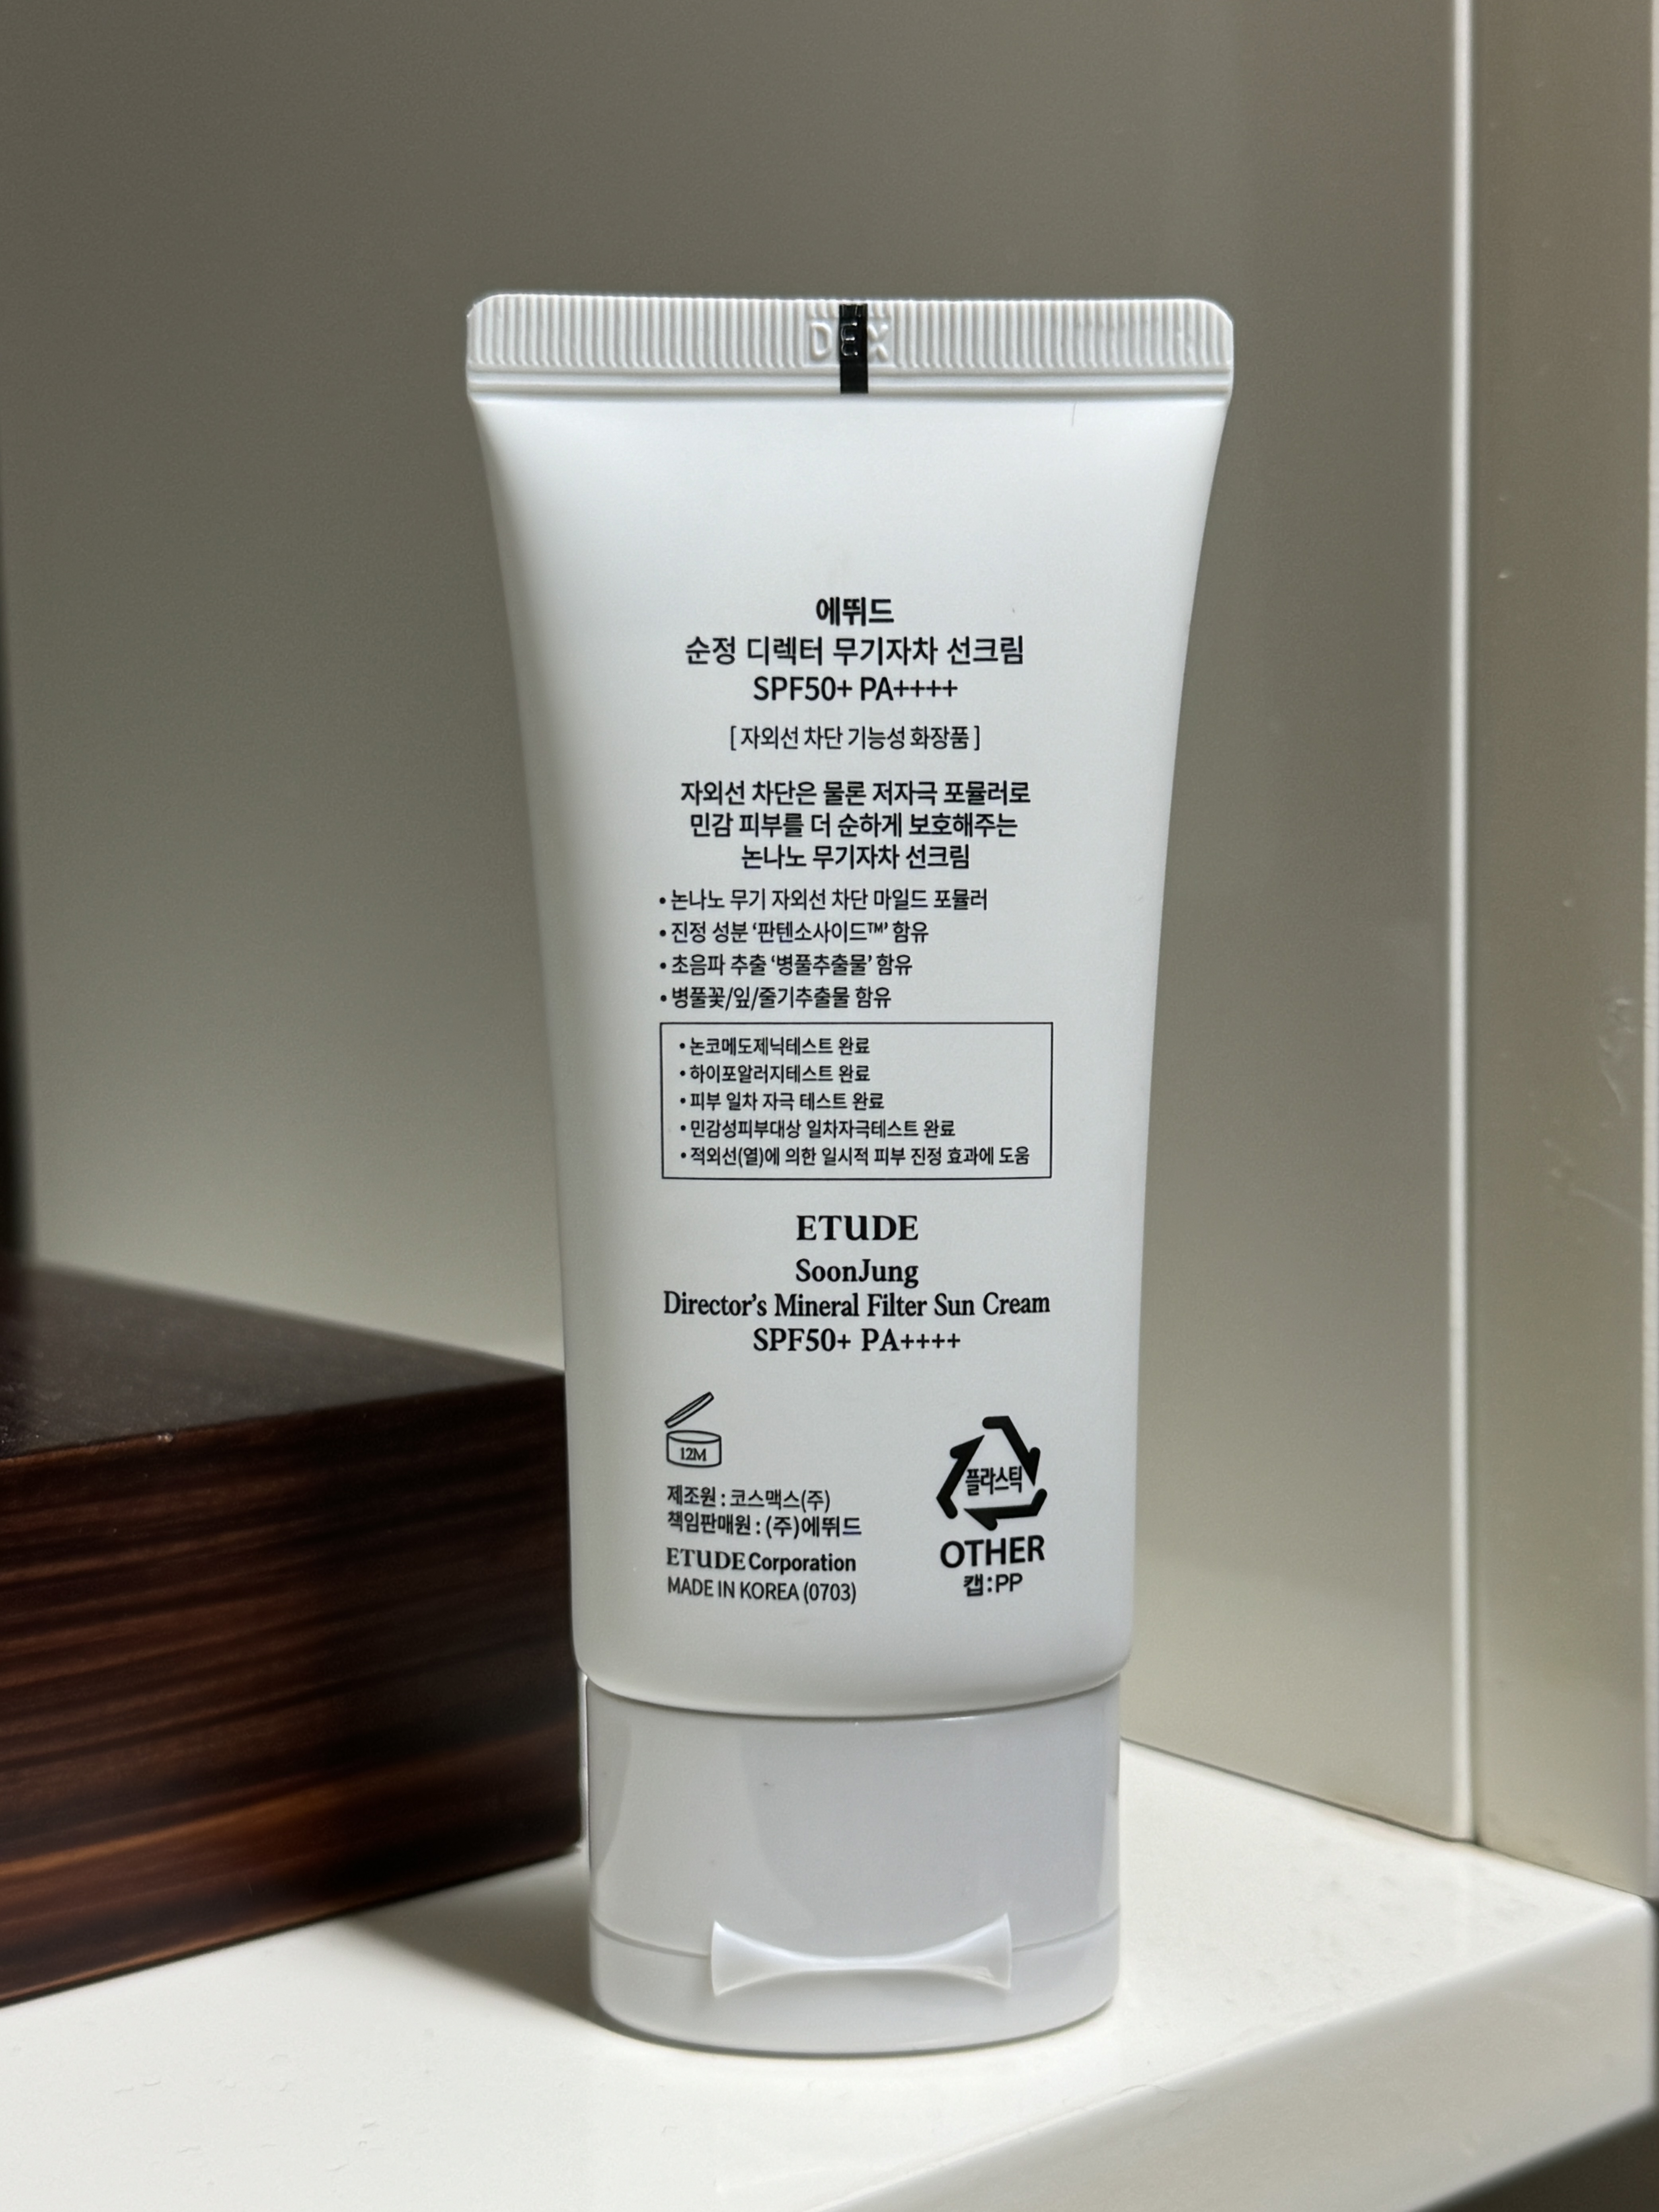 DEX
에뛰드
순정 디렉터 무기자차 선크림
SPF50+ PA++++
[ 자외선 차단 기능성 화장품 ]
자외선 차단은 물론 저자극 포뮬러로
민감 피부를 더 순하게 보호해주는
논나노 무기자차 선크림
• 논나노 무기 자외선 차단 마일드 포뮬러
• 진정 성분 ‘판텐소사이드™’ 함유
• 초음파 추출 ‘병풀추출물’ 함유
• 병풀꽃/잎/줄기추출물 함유
• 논코메도제닉테스트 완료
• 하이포알러지테스트 완료
• 피부 일차 자극 테스트 완료
• 민감성피부대상 일차자극테스트 완료
• 적외선(열)에 의한 일시적 피부 진정 효과에 도움
ETUDE
SoonJung
Director’s Mineral Filter Sun Cream
SPF50+ PA++++
12M
제조원 : 코스맥스(주)
책임판매원 : (주)에뛰드
ETUDE Corporation
MADE IN KOREA (0703)
플라스틱
OTHER
캡:PP